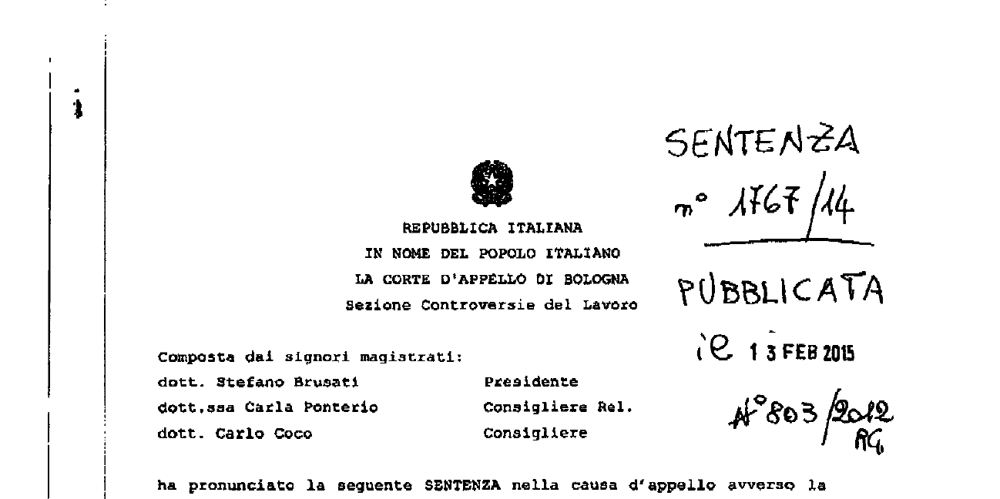 SENTENZA
n° 1767/14
REPUBBLICA ITALIANA
IN NOME DEL POPOLO ITALIANO
LA CORTE D'APPELLO DI BOLOGNA
Sezione Controversie del Lavoro
PUBBLICATA
il 13 FEB 2015
Composta dai signori magistrati:
dott. Stefano Brusati Presidente
dott.ssa Carla Ponterio Consigliere Rel.
dott. Carlo Coco Consigliere
N° 803/2012
RG.
ha pronunciato la seguente SENTENZA nella causa d'appello avverso la